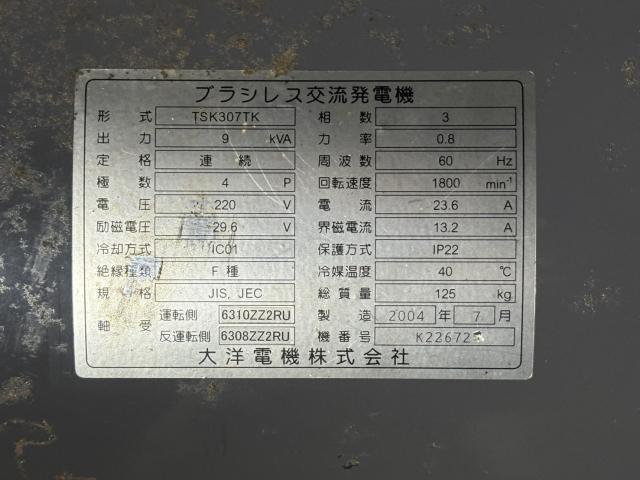 ブラシレス交流発電機
形式 TSK307TK 相数 3
出力 9 kVA 力率 0.8
定格 連続 周波数 60 Hz
極数 4 P 回転速度 1800 min⁻¹
電圧 220 V 電流 23.6 A
励磁電圧 29.6 V 界磁電流 13.2 A
冷却方式 IC01 保護方式 IP22
絶縁種類 F種 冷媒温度 40 ℃
規格 JIS, JEC 総質量 125 kg
軸受 運転側 6310ZZ2RU 製造 2004 年 7 月
反運転側 6308ZZ2RU 機番号
大洋電機株式会社